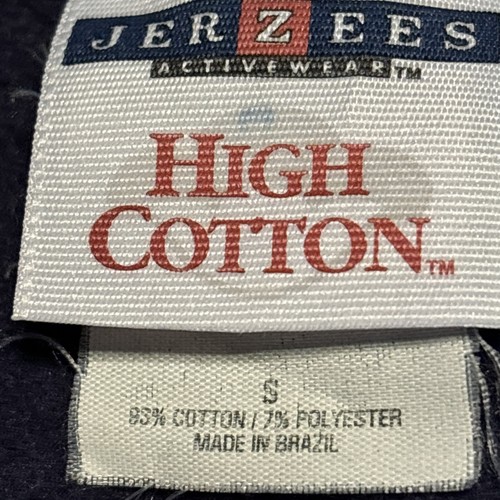 JERZEES
ACTIVEWEAR™
HIGH
COTTON™
S
93% COTTON / 7% POLYESTER
MADE IN BRAZIL